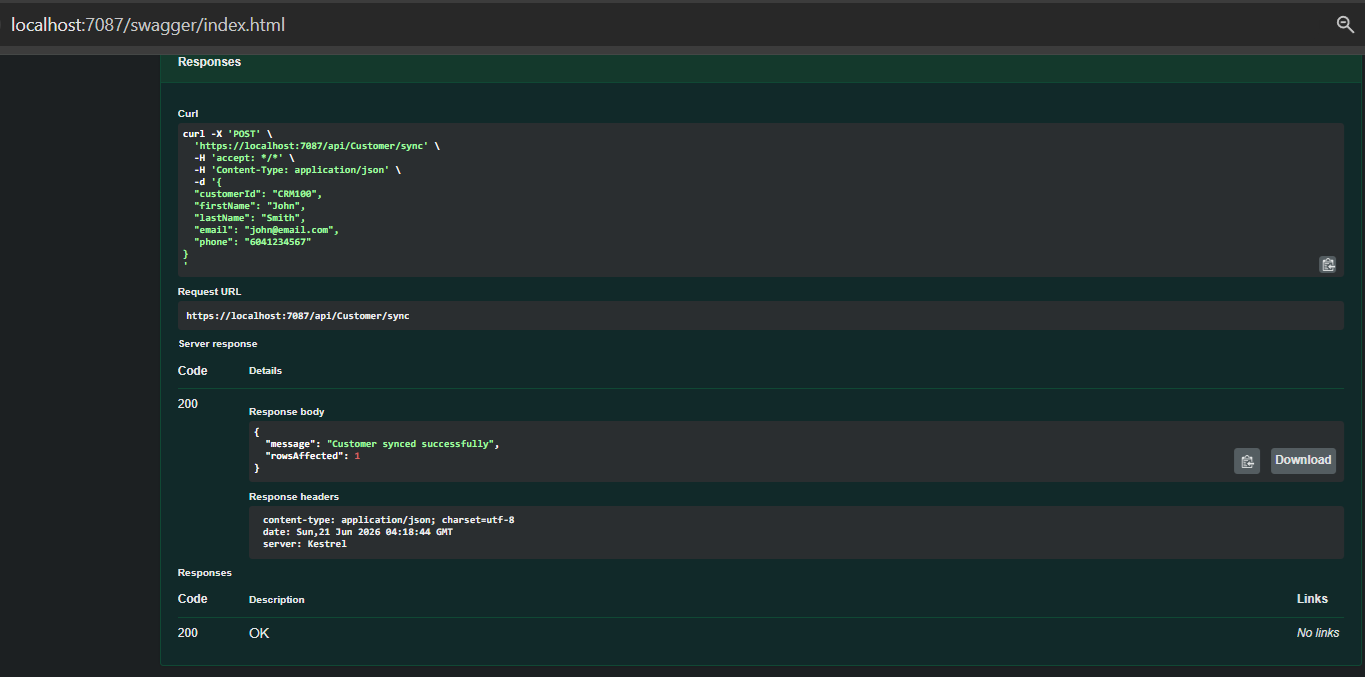 localhost:7087/swagger/index.html
Responses
Curl
curl -X 'POST' \
  'https://localhost:7087/api/Customer/sync' \
  -H 'accept: */*' \
  -H 'Content-Type: application/json' \
  -d '{
  "customerId": "CRM100",
  "firstName": "John",
  "lastName": "Smith",
  "email": "john@email.com",
  "phone": "6041234567"
}
'
Request URL
https://localhost:7087/api/Customer/sync
Server response
Code Details
200
Response body
{
  "message": "Customer synced successfully",
  "rowsAffected": 1
}
Download
Response headers
content-type: application/json; charset=utf-8
date: Sun,21 Jun 2026 04:18:44 GMT
server: Kestrel
Responses
Code Description Links
200 OK No links